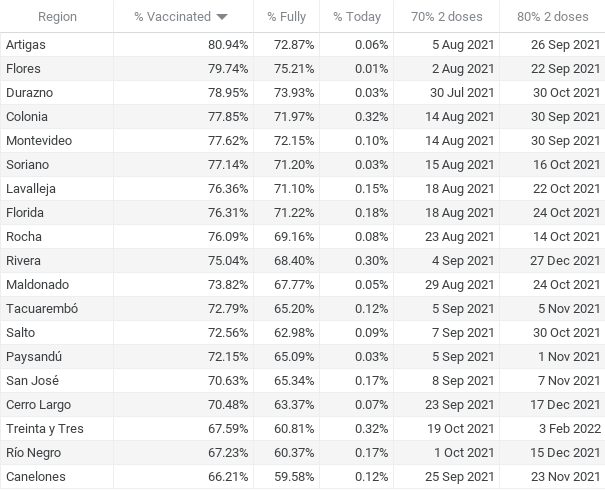 Region % Vaccinated % Fully % Today 70% 2 doses 80% 2 doses
Artigas 80.94% 72.87% 0.06% 5 Aug 2021 26 Sep 2021
Flores 79.74% 75.21% 0.01% 2 Aug 2021 22 Sep 2021
Durazno 78.95% 73.93% 0.03% 30 Jul 2021 30 Oct 2021
Colonia 77.85% 71.97% 0.32% 14 Aug 2021 30 Sep 2021
Montevideo 77.62% 72.15% 0.10% 14 Aug 2021 30 Sep 2021
Soriano 77.14% 71.20% 0.03% 15 Aug 2021 16 Oct 2021
Lavalleja 76.36% 71.10% 0.15% 18 Aug 2021 22 Oct 2021
Florida 76.31% 71.22% 0.18% 18 Aug 2021 24 Oct 2021
Rocha 76.09% 69.16% 0.08% 23 Aug 2021 14 Oct 2021
Rivera 75.04% 68.40% 0.30% 4 Sep 2021 27 Dec 2021
Maldonado 73.82% 67.77% 0.05% 29 Aug 2021 24 Oct 2021
Tacuarembó 72.79% 65.20% 0.12% 5 Sep 2021 5 Nov 2021
Salto 72.56% 62.98% 0.09% 7 Sep 2021 30 Oct 2021
Paysandú 72.15% 65.09% 0.03% 5 Sep 2021 1 Nov 2021
San José 70.63% 65.34% 0.17% 8 Sep 2021 7 Nov 2021
Cerro Largo 70.48% 63.37% 0.07% 23 Sep 2021 17 Dec 2021
Treinta y Tres 67.59% 60.81% 0.32% 19 Oct 2021 3 Feb 2022
Río Negro 67.23% 60.37% 0.17% 1 Oct 2021 15 Dec 2021
Canelones 66.21% 59.58% 0.12% 25 Sep 2021 23 Nov 2021